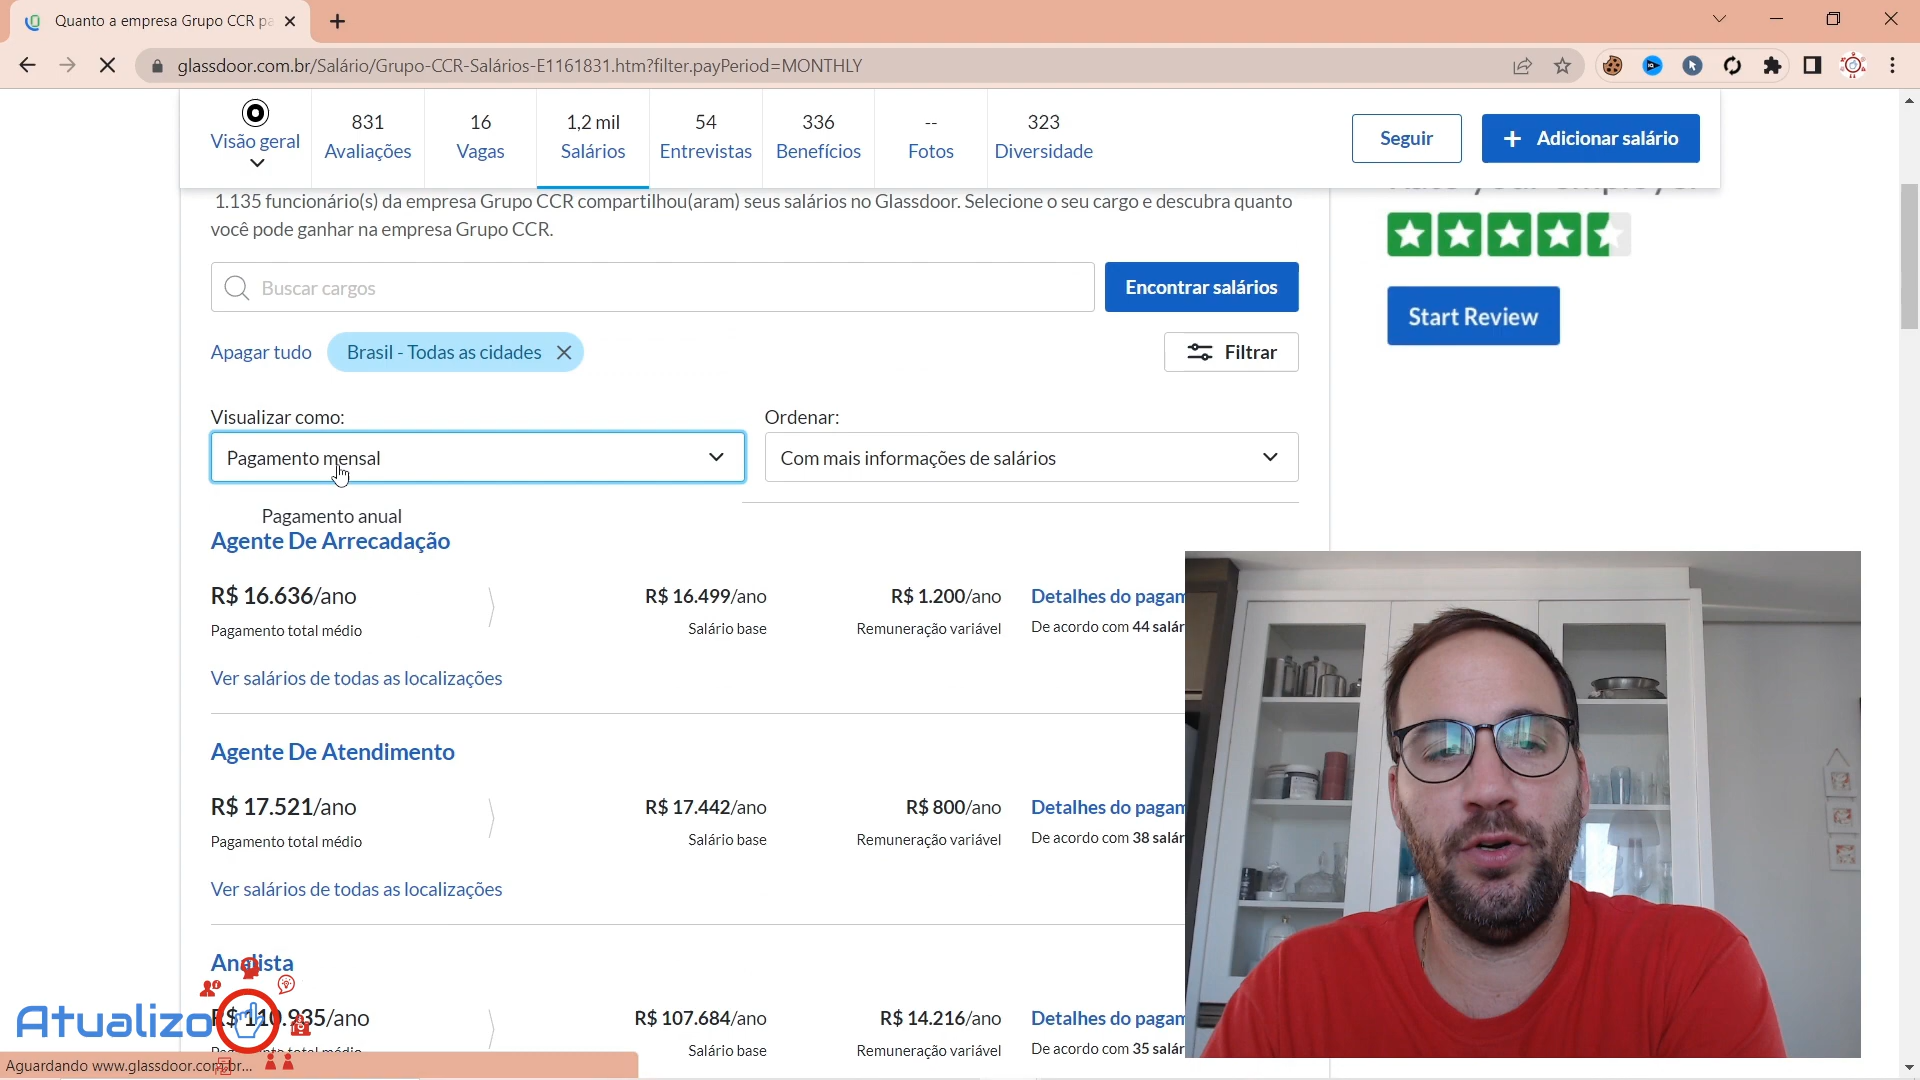 Quanto a empresa Grupo CCR pa
glassdoor.com.br/Salário/Grupo-CCR-Salários-E1161831.htm?filter.payPeriod=MONTHLY
Visão geral
831
Avaliações
16
Vagas
1,2 mil
Salários
54
Entrevistas
336
Benefícios
--
Fotos
323
Diversidade
Seguir
+ Adicionar salário
1.135 funcionário(s) da empresa Grupo CCR compartilhou(aram) seus salários no Glassdoor. Selecione o seu cargo e descubra quanto
você pode ganhar na empresa Grupo CCR.
Buscar cargos
Encontrar salários
Start Review
Apagar tudo
Brasil - Todas as cidades
Filtrar
Visualizar como:
Ordenar:
Pagamento mensal
Com mais informações de salários
Pagamento anual
Agente De Arrecadação
R$ 16.636/ano
R$ 16.499/ano
R$ 1.200/ano
Detalhes do pagam
Pagamento total médio
Salário base
Remuneração variável
De acordo com 44 salár
Ver salários de todas as localizações
Agente De Atendimento
R$ 17.521/ano
R$ 17.442/ano
R$ 800/ano
Detalhes do pagam
Pagamento total médio
Salário base
Remuneração variável
De acordo com 38 salár
Ver salários de todas as localizações
Analista
R$ 110.935/ano
R$ 107.684/ano
R$ 14.216/ano
Detalhes do pagam
Salário base
Remuneração variável
De acordo com 35 salár
Atualizo
Aguardando www.glassdoor.com.br...